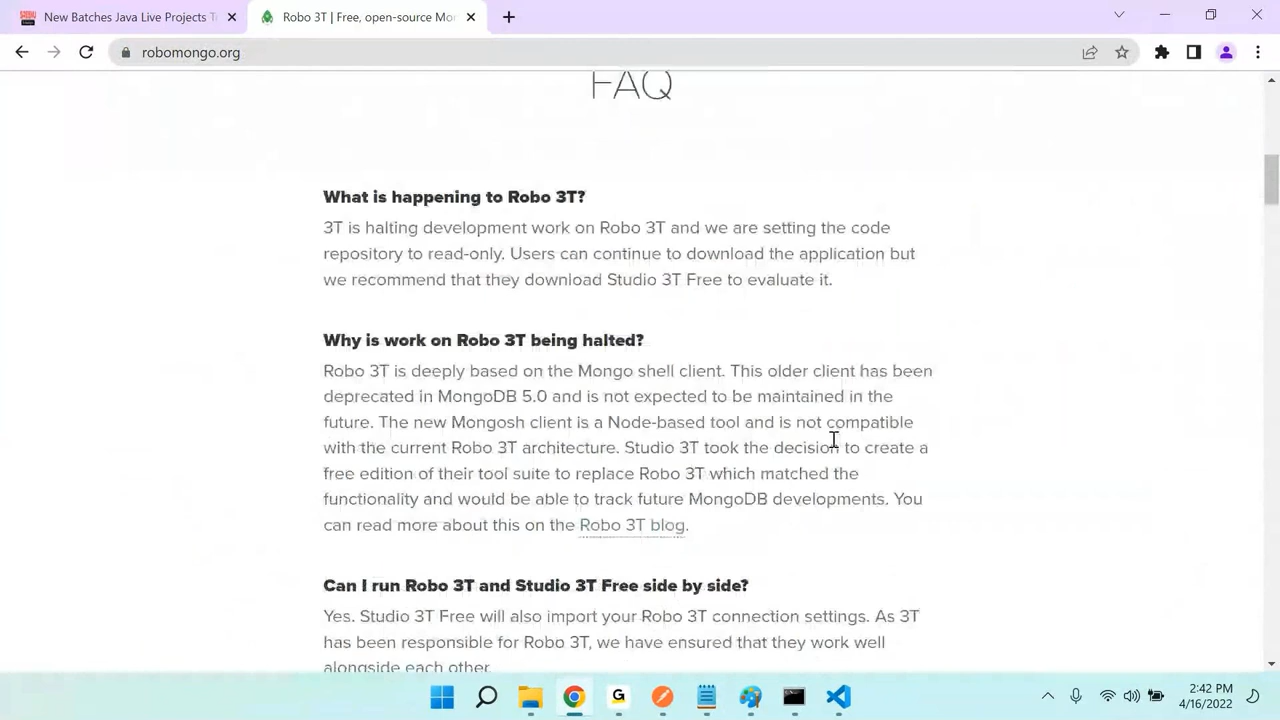 New Batches Java Live Projects T
Robo 3T | Free, open-source Mo
robomongo.org
FAQ
What is happening to Robo 3T?
3T is halting development work on Robo 3T and we are setting the code
repository to read-only. Users can continue to download the application but
we recommend that they download Studio 3T Free to evaluate it.
Why is work on Robo 3T being halted?
Robo 3T is deeply based on the Mongo shell client. This older client has been
deprecated in MongoDB 5.0 and is not expected to be maintained in the
future. The new Mongosh client is a Node-based tool and is not compatible
with the current Robo 3T architecture. Studio 3T took the decision to create a
free edition of their tool suite to replace Robo 3T which matched the
functionality and would be able to track future MongoDB developments. You
can read more about this on the Robo 3T blog.
Can I run Robo 3T and Studio 3T Free side by side?
Yes. Studio 3T Free will also import your Robo 3T connection settings. As 3T
has been responsible for Robo 3T, we have ensured that they work well
alongside each other.
G
2:42 PM
4/16/2022